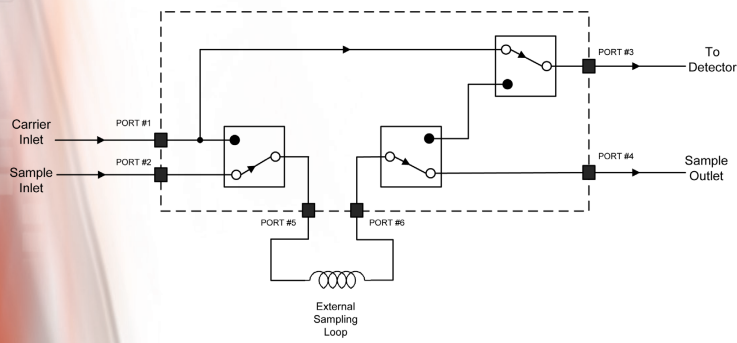 PORT #3
To
Detector
Carrier
Inlet
PORT #1
PORT #2
Sample
Inlet
PORT #4
Sample
Outlet
PORT #5
PORT #6
External
Sampling
Loop